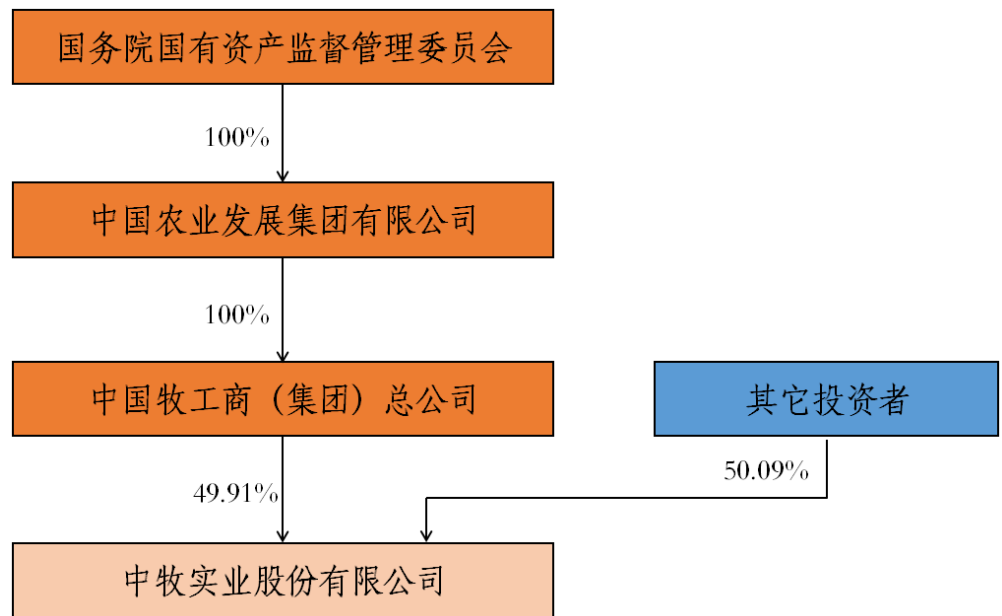 国务院国有资产监督管理委员会
100%
中国农业发展集团有限公司
100%
中国牧工商（集团）总公司
其它投资者
49.91%
50.09%
中牧实业股份有限公司